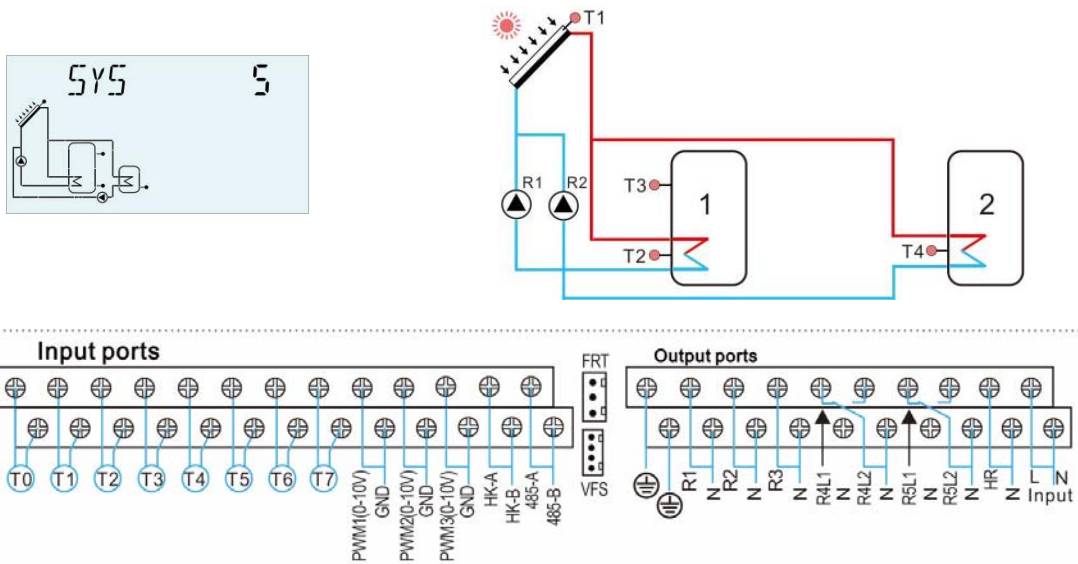 SYS 5
T1
R1 R2
T3
1
2
T2
T4
Input ports
FRT
Output ports
T0 T1 T2 T3 T4 T5 T6 T7
PWM1(0-10V)
GND
PWM2(0-10V)
GND
PWM3(0-10V)
GND
HK-A
HK-B
485-A
485-B
VFS
R1
N
R2
N
R3
N
R4L1
N
R4L2
N
R5L1
N
R5L2
N
HR
N
L N
Input